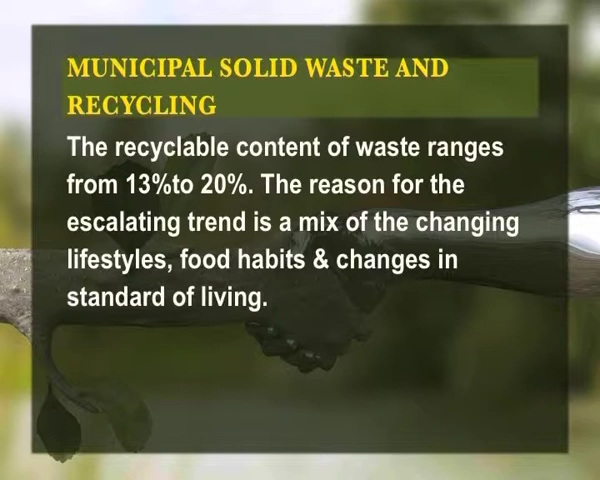 MUNICIPAL SOLID WASTE AND
RECYCLING
The recyclable content of waste ranges
from 13%to 20%. The reason for the
escalating trend is a mix of the changing
lifestyles, food habits & changes in
standard of living.